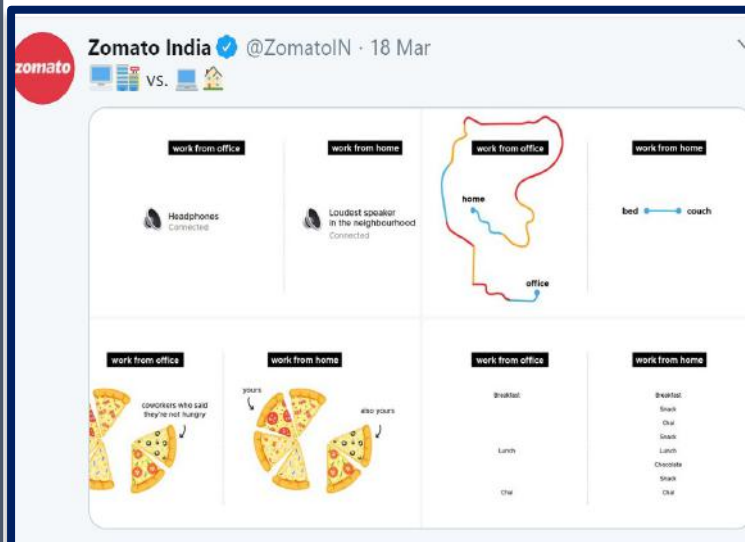 zomato
Zomato India @ZomatoIN · 18 Mar
vs.
work from office
work from home
Headphones
Connected
Loudest speaker
in the neighbourhood
Connected
work from office
work from home
home
office
bed
couch
work from office
work from home
coworkers who said
they're not hungry
yours
also yours
work from office
work from home
Breakfast
Lunch
Chai
Breakfast
Snack
Chai
Snack
Lunch
Chocolate
Snack
Chai